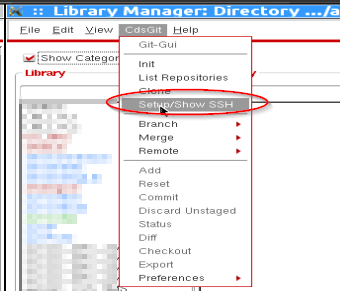 :: Library Manager: Directory .../a
File Edit View CdsGit Help
Git-Gui
Show Categor
Init
Library
List Repositories
Clone
Setup/Show SSH
Branch
Merge
Remote
Add
Reset
Commit
Discard Unstaged
Status
Diff
Checkout
Export
Preferences